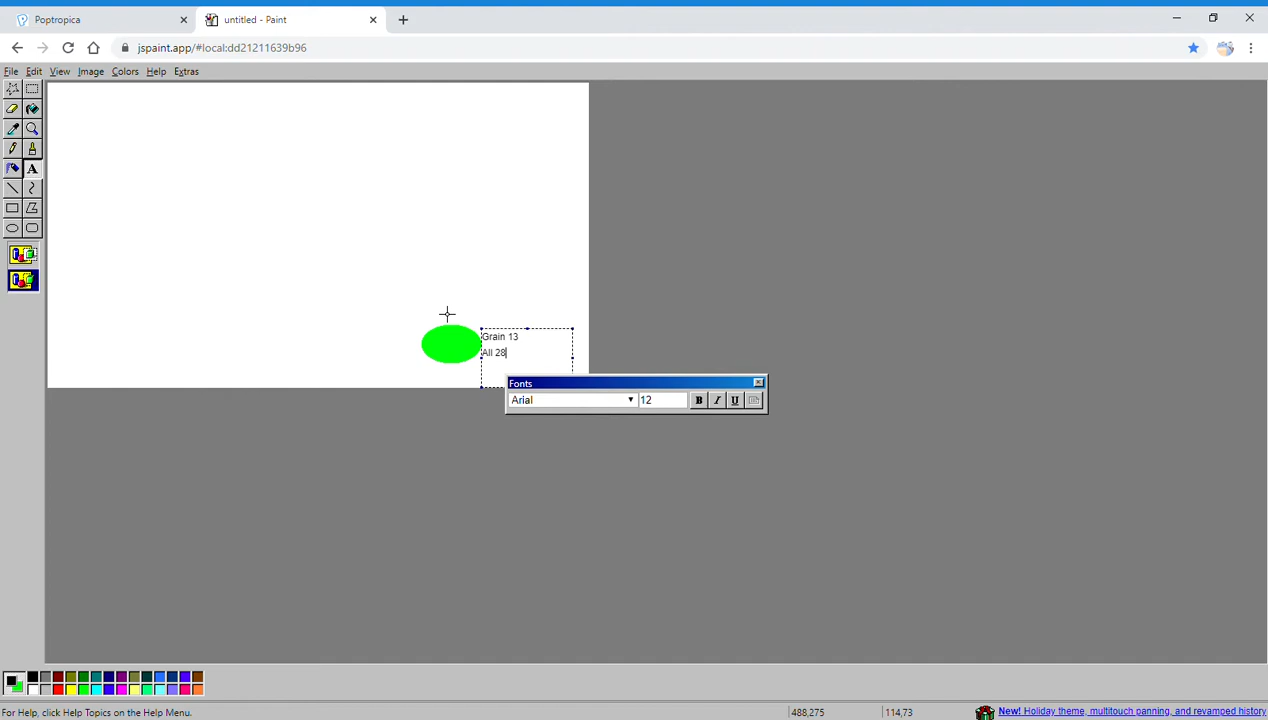 Poptropica
untitled - Paint
jspaint.app/#local:dd21211639b96
File Edit View Image Colors Help Extras
A
Grain 13
All 28
Fonts
Arial 12 B I U
For Help, click Help Topics on the Help Menu.
488,275
114,73
New! Holiday theme, multitouch panning, and revamped history